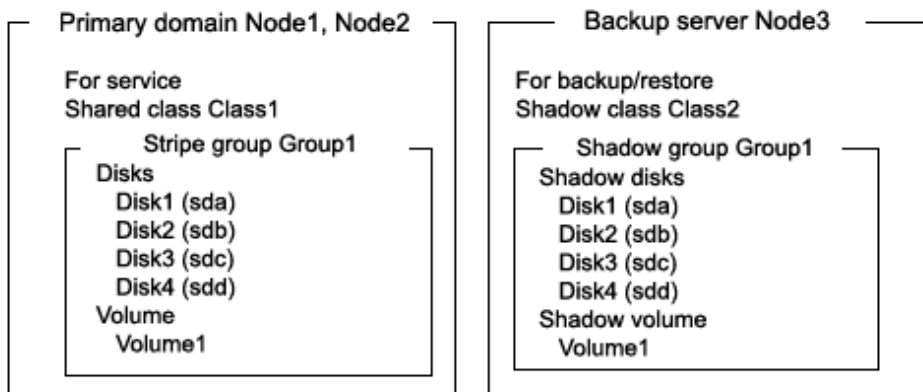 Primary domain Node1, Node2
For service
Shared class Class1
Stripe group Group1
Disks
Disk1 (sda)
Disk2 (sdb)
Disk3 (sdc)
Disk4 (sdd)
Volume
Volume1
Backup server Node3
For backup/restore
Shadow class Class2
Shadow group Group1
Shadow disks
Disk1 (sda)
Disk2 (sdb)
Disk3 (sdc)
Disk4 (sdd)
Shadow volume
Volume1